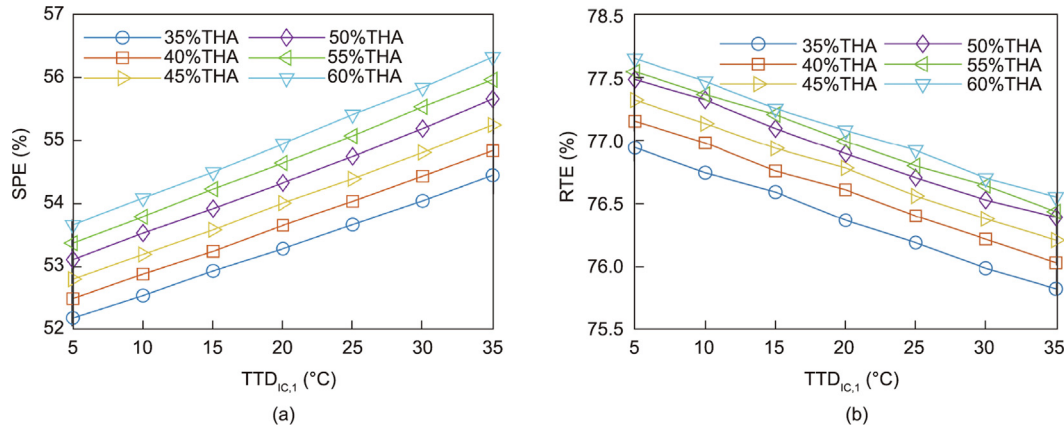 57
56
55
54
53
52
SPE (%)
35%THA
50%THA
40%THA
55%THA
45%THA
60%THA
5 10 15 20 25 30 35
TTD_IC,1 (°C)
(a)
78.5
77.5
77.0
76.5
76.0
75.5
RTE (%)
35%THA
50%THA
40%THA
55%THA
45%THA
60%THA
5 10 15 20 25 30 35
TTD_IC,1 (°C)
(b)